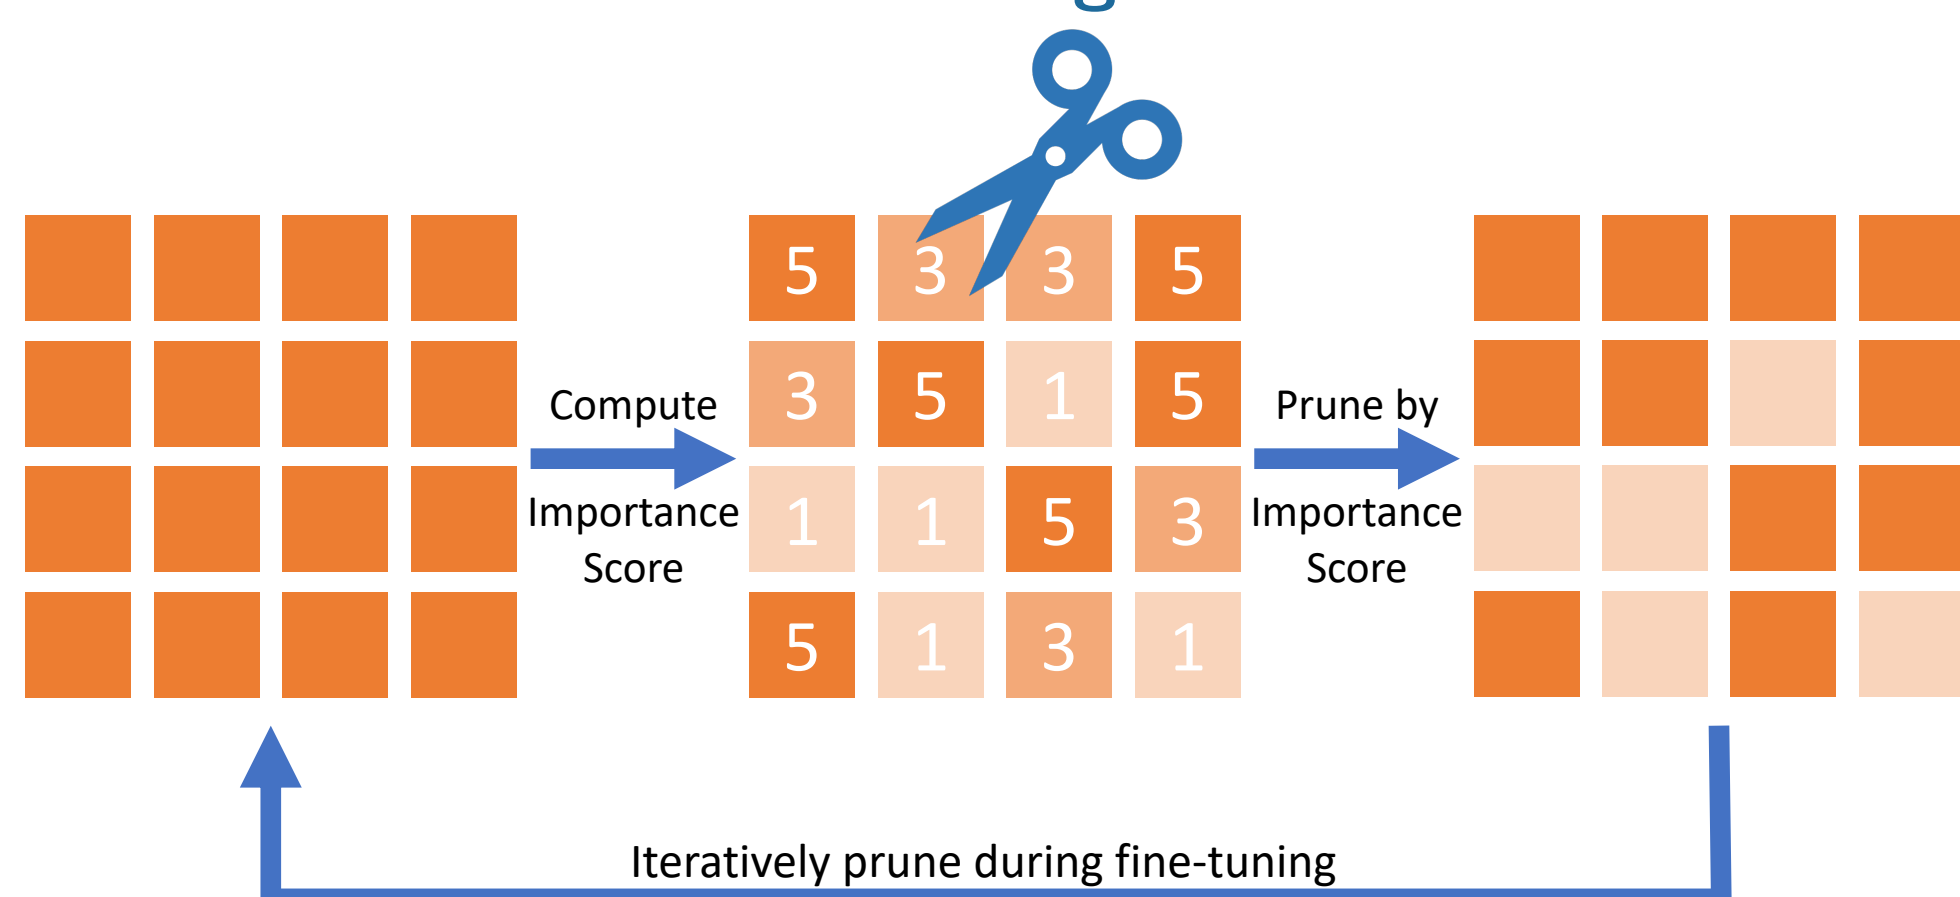 5 3 3 5
3 5 1 5
Compute
Importance
Score
1 1 5 3
5 1 3 1
Prune by
Importance
Score
Iteratively prune during fine-tuning